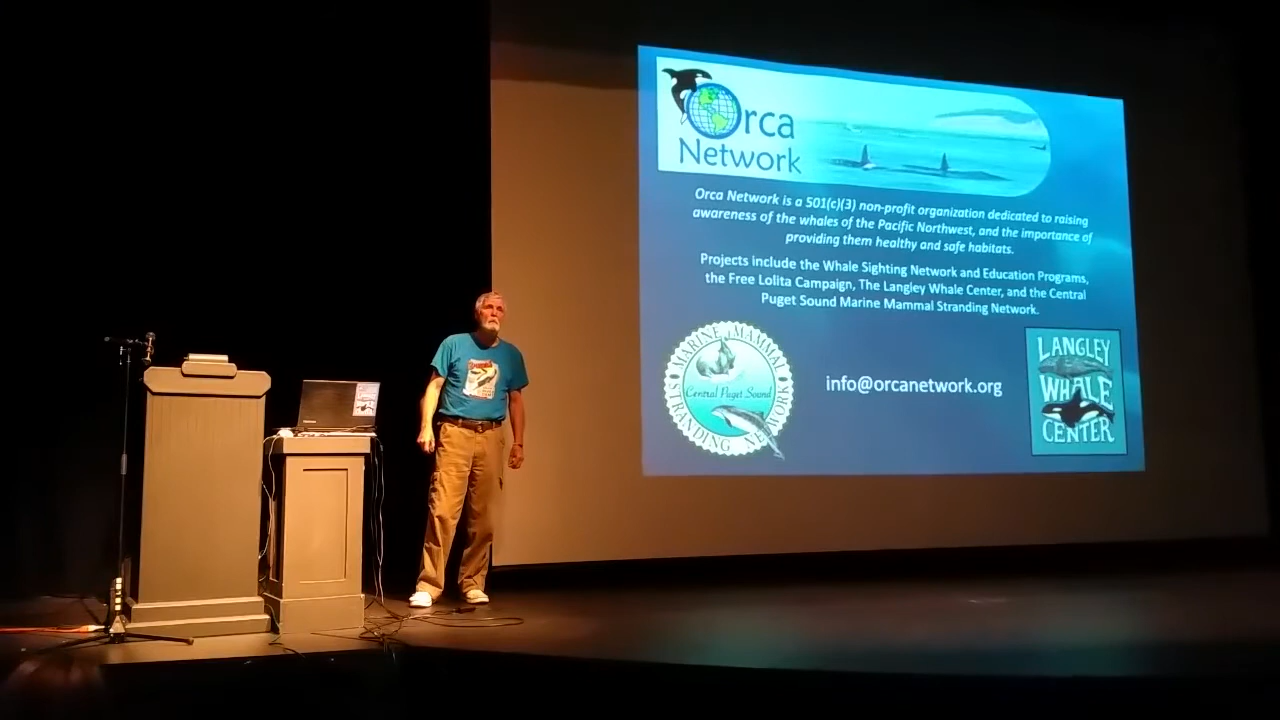 Orca
Network
Orca Network is a 501(c)(3) non-profit organization dedicated to raising
awareness of the whales of the Pacific Northwest, and the importance of
providing them healthy and safe habitats.
Projects include the Whale Sighting Network and Education Programs,
the Free Lolita Campaign, The Langley Whale Center, and the Central
Puget Sound Marine Mammal Stranding Network.
MARINE MAMMAL
Central Puget Sound
STRANDING NETWORK
info@orcanetwork.org
LANGLEY
WHALE
CENTER